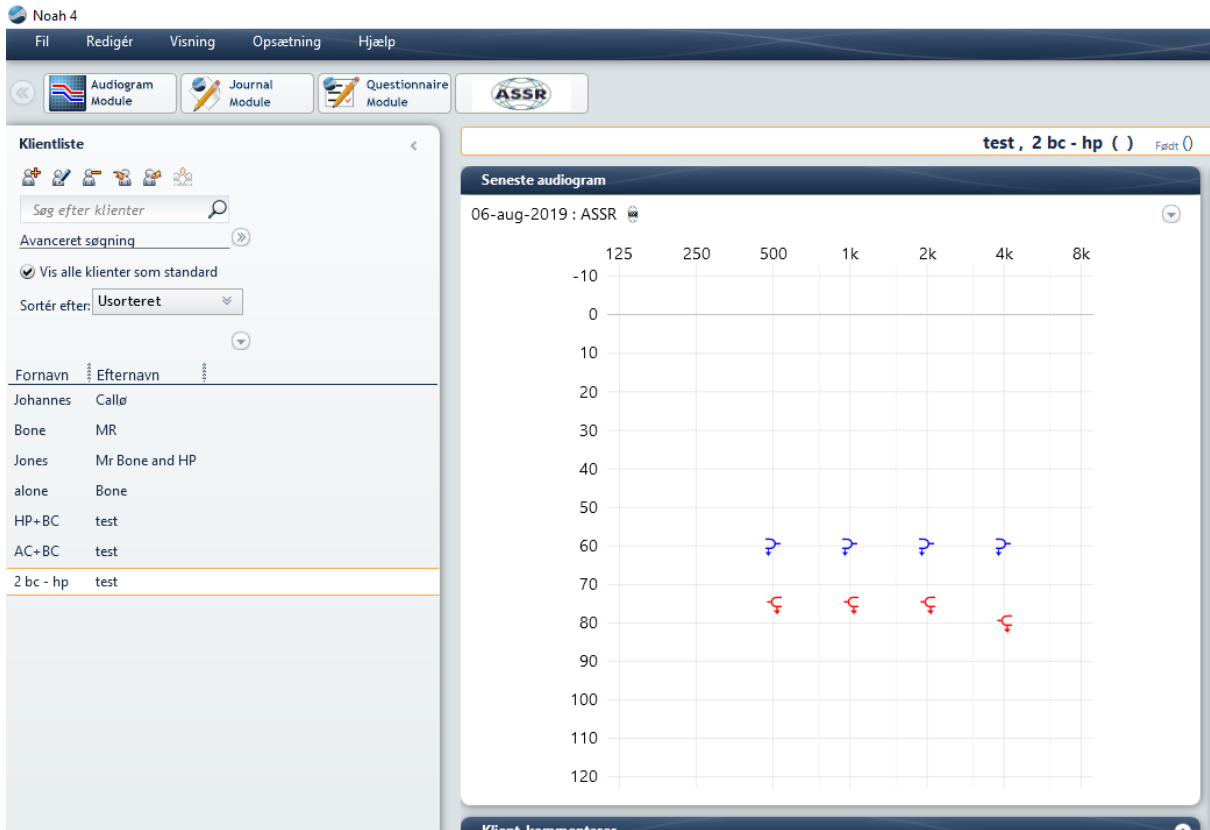 Noah 4
Fil Redigér Visning Opsætning Hjælp
Audiogram Module
Journal Module
Questionnaire Module
ASSR
Klientliste
Søg efter klienter
Avanceret søgning
Vis alle klienter som standard
Sortér efter: Usorteret
Fornavn Efternavn
Johannes Callø
Bone MR
Jones Mr Bone and HP
alone Bone
HP+BC test
AC+BC test
2 bc - hp test
test , 2 bc - hp ( ) Født ()
Seneste audiogram
06-aug-2019 : ASSR
125 250 500 1k 2k 4k 8k
-10
0
10
20
30
40
50
60
70
80
90
100
110
120
Klient-kommentarer